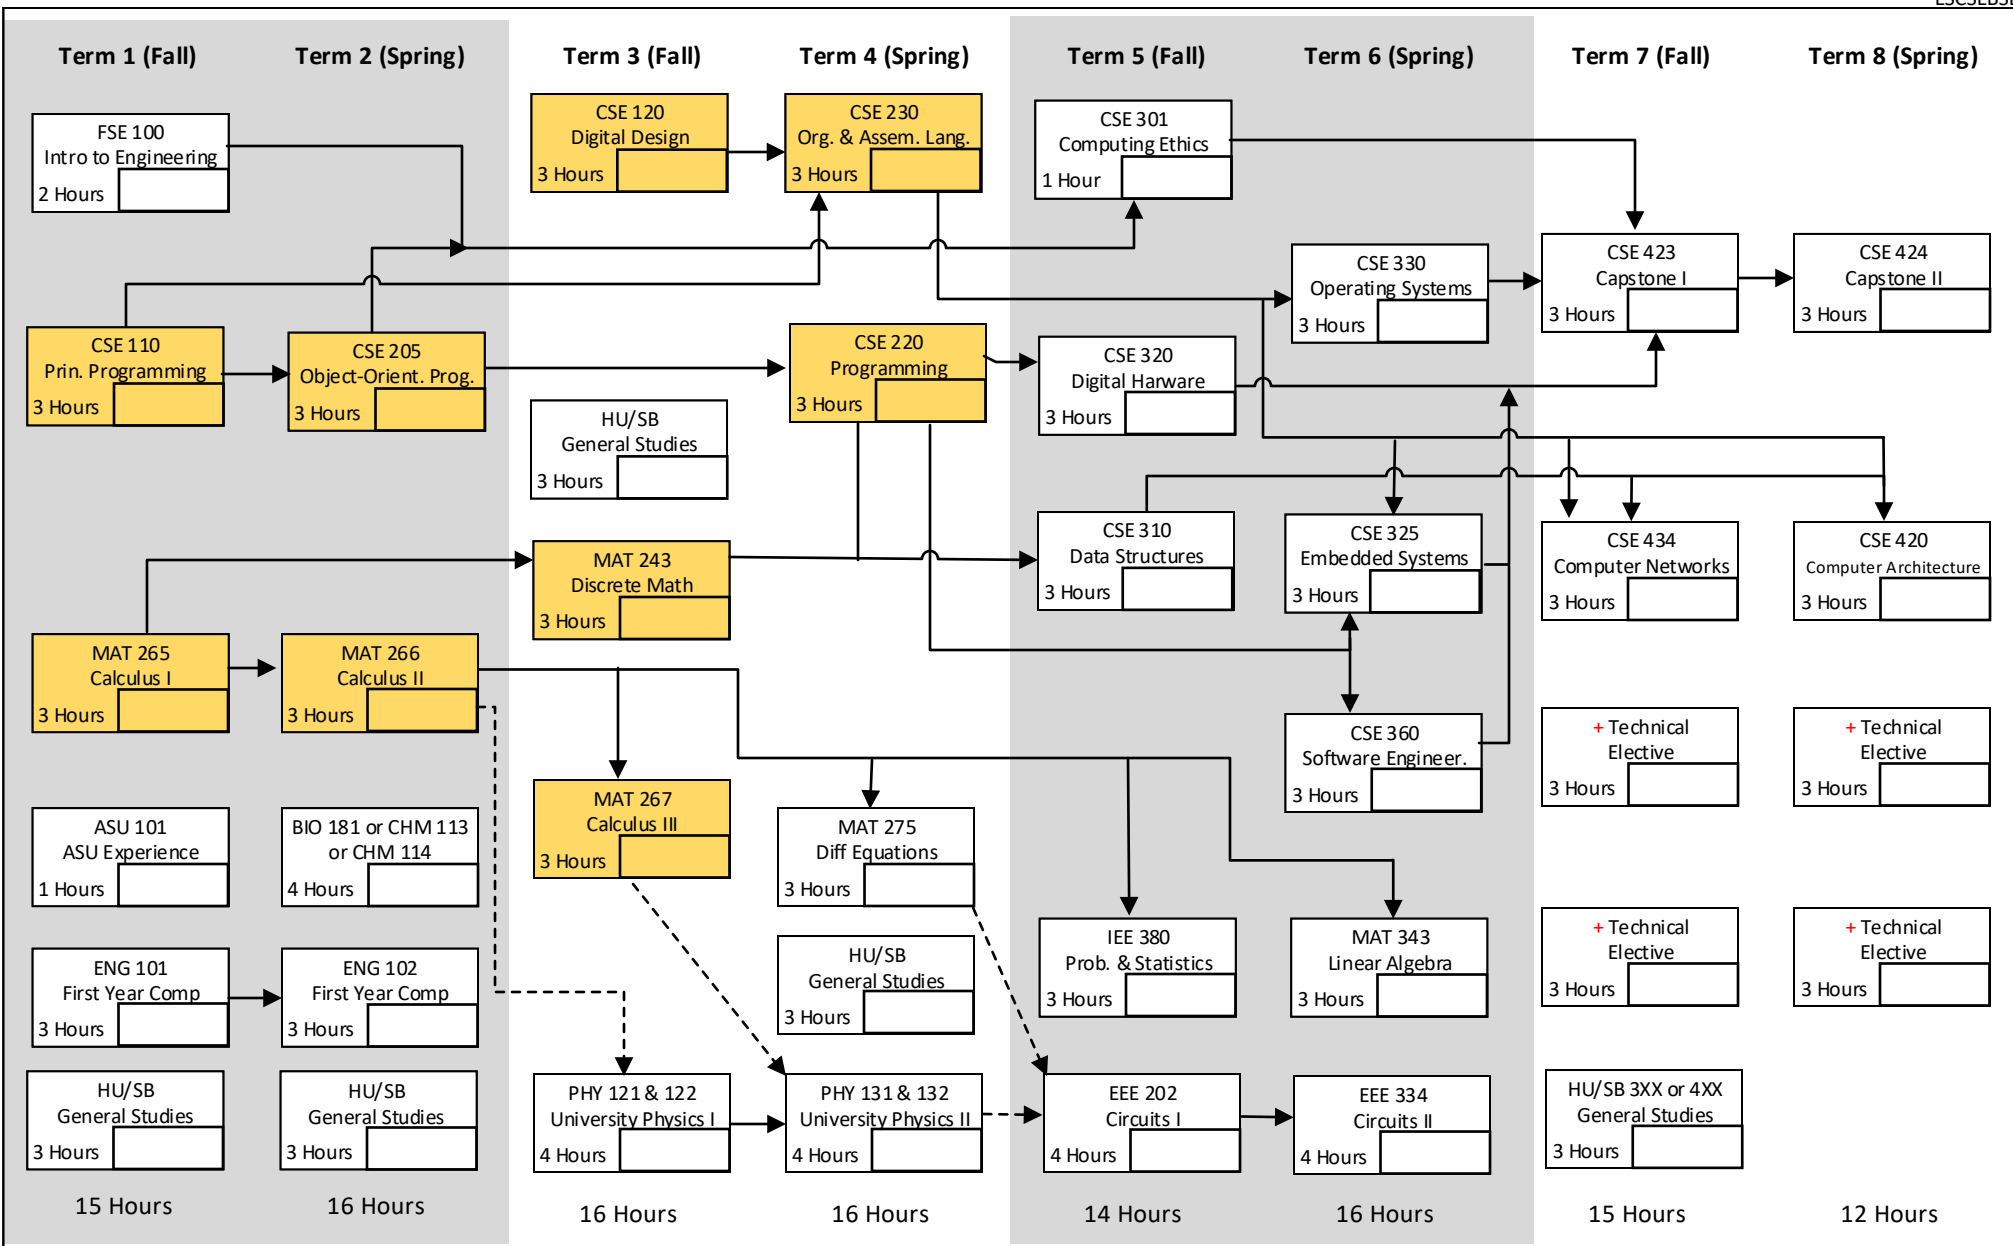 Term 1 (Fall)
Term 2 (Spring)
Term 3 (Fall)
Term 4 (Spring)
Term 5 (Fall)
Term 6 (Spring)
Term 7 (Fall)
Term 8 (Spring)
FSE 100
Intro to Engineering
2 Hours
CSE 110
Prin. Programming
3 Hours
MAT 265
Calculus I
3 Hours
ASU 101
ASU Experience
1 Hours
ENG 101
First Year Comp
3 Hours
HU/SB
General Studies
3 Hours
15 Hours
CSE 205
Object-Orient. Prog.
3 Hours
MAT 266
Calculus II
3 Hours
BIO 181 or CHM 113
or CHM 114
4 Hours
ENG 102
First Year Comp
3 Hours
HU/SB
General Studies
3 Hours
16 Hours
CSE 120
Digital Design
3 Hours
HU/SB
General Studies
3 Hours
MAT 243
Discrete Math
3 Hours
MAT 267
Calculus III
3 Hours
PHY 121 & 122
University Physics I
4 Hours
16 Hours
CSE 230
Org. & Assem. Lang.
3 Hours
CSE 220
Programming
3 Hours
MAT 275
Diff Equations
3 Hours
HU/SB
General Studies
3 Hours
PHY 131 & 132
University Physics II
4 Hours
16 Hours
CSE 301
Computing Ethics
1 Hour
CSE 320
Digital Harware
3 Hours
CSE 310
Data Structures
3 Hours
IEE 380
Prob. & Statistics
3 Hours
EEE 202
Circuits I
4 Hours
14 Hours
CSE 330
Operating Systems
3 Hours
CSE 325
Embedded Systems
3 Hours
CSE 360
Software Engineer.
3 Hours
MAT 343
Linear Algebra
3 Hours
EEE 334
Circuits II
4 Hours
16 Hours
CSE 423
Capstone I
3 Hours
CSE 434
Computer Networks
3 Hours
+ Technical
Elective
3 Hours
+ Technical
Elective
3 Hours
HU/SB 3XX or 4XX
General Studies
3 Hours
15 Hours
CSE 424
Capstone II
3 Hours
CSE 420
Computer Architecture
3 Hours
+ Technical
Elective
3 Hours
+ Technical
Elective
3 Hours
12 Hours